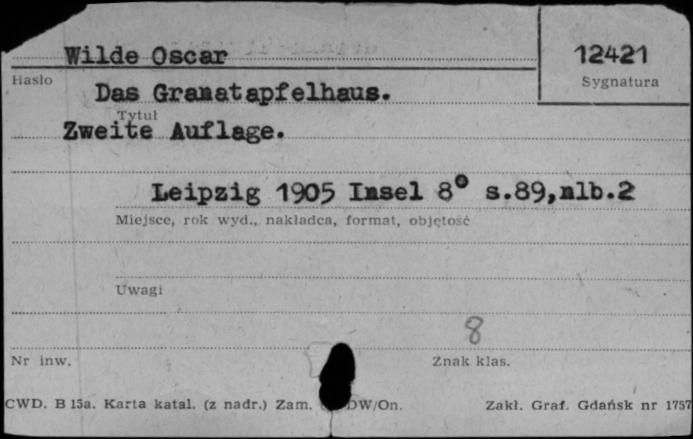 Wilde Oscar
12421
Hasło
Sygnatura
Das Gramatapfelhaus.
Tytuł
Zweite Auflage.
Leipzig 1905 Insel 8° s.89,nlb.2
Miejsce, rok wyd., nakładca, format, objętość
Uwagi
8
Nr inw.
Znak klas.
CWD. B 15a. Karta katal. (z nadr.) Zam. DW/On.
Zakł. Graf. Gdańsk nr 1757